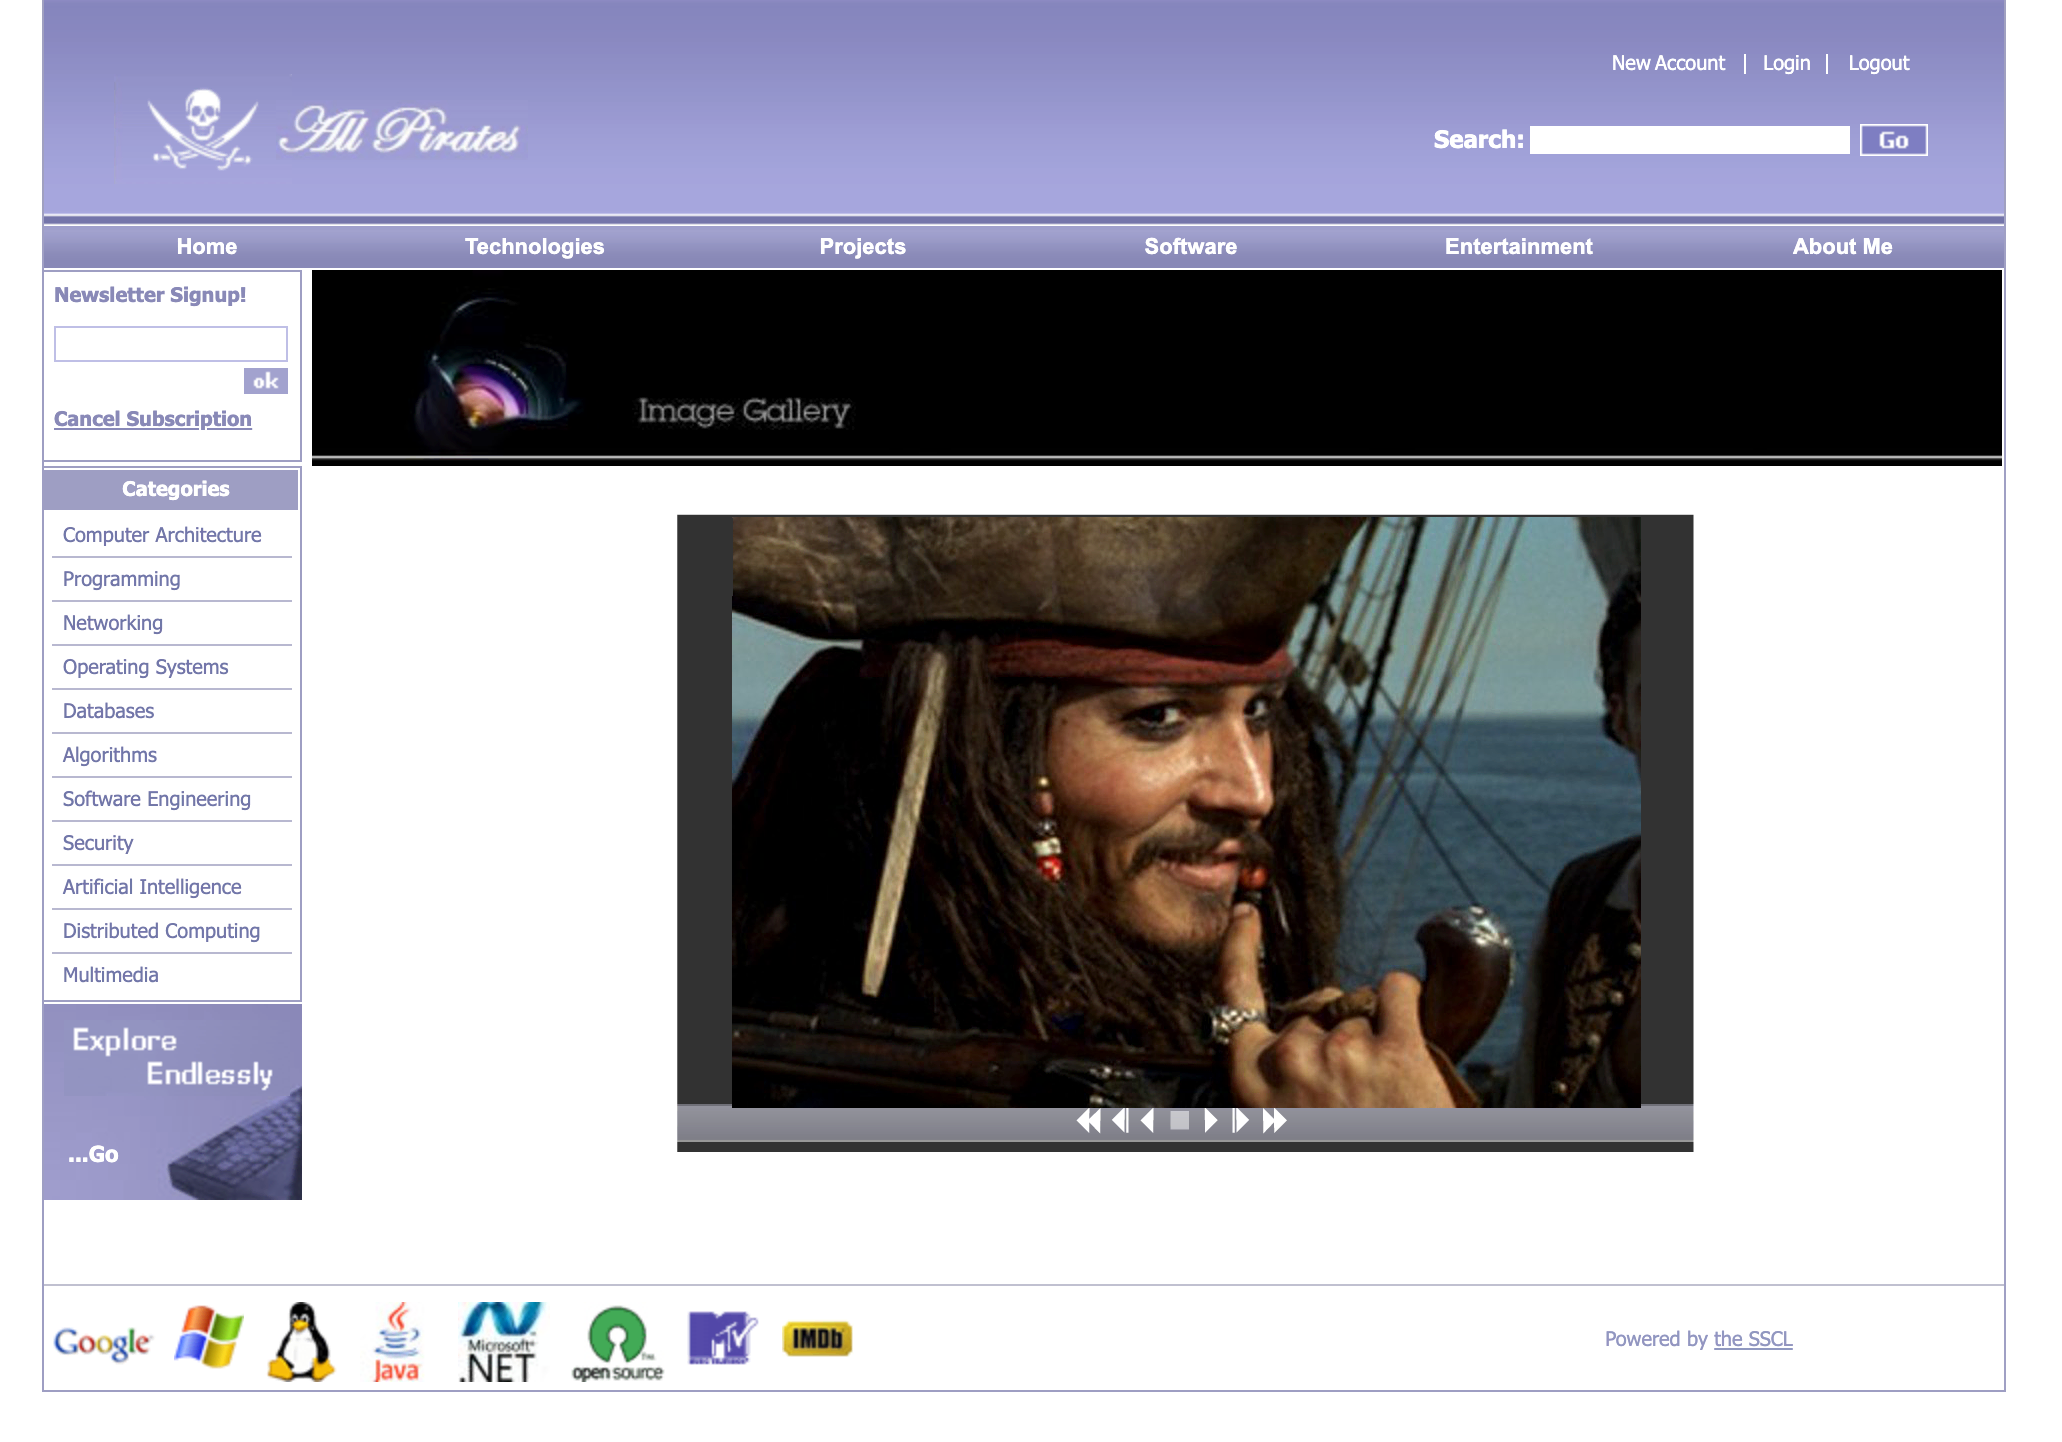 New Account | Login | Logout
All Pirates
Search: Go
Home Technologies Projects Software Entertainment About Me
Newsletter Signup!
ok
Cancel Subscription
Image Gallery
Categories
Computer Architecture
Programming
Networking
Operating Systems
Databases
Algorithms
Software Engineering
Security
Artificial Intelligence
Distributed Computing
Multimedia
Explore
Endlessly
...Go
Google
Java
Microsoft
.NET
open source
MTV
IMDb
Powered by the SSCL